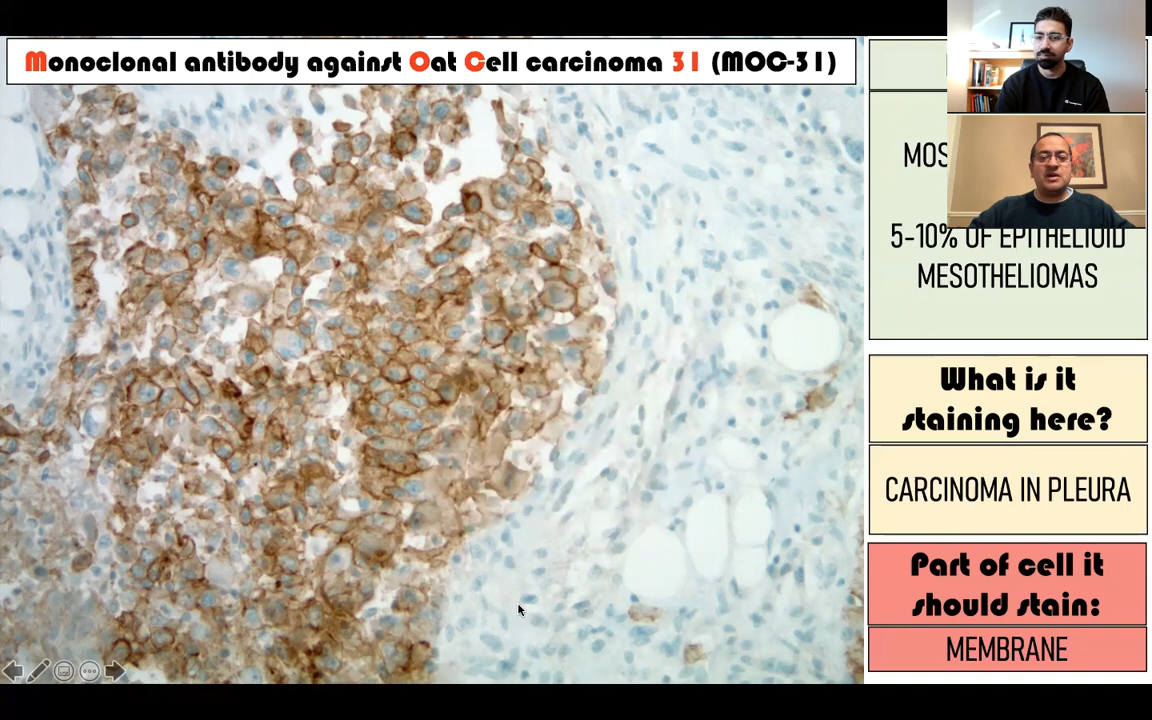 Monoclonal antibody against Oat Cell carcinoma 31 (MOC-31)
MOS
5-10% OF EPITHELIOID
MESOTHELIOMAS
What is it
staining here?
CARCINOMA IN PLEURA
Part of cell it
should stain:
MEMBRANE